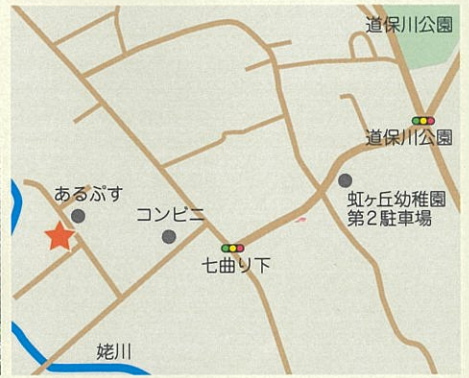 道保川公園
道保川公園
虹ヶ丘幼稚園
第2駐車場
あるぷす
コンビニ
七曲り下
姥川